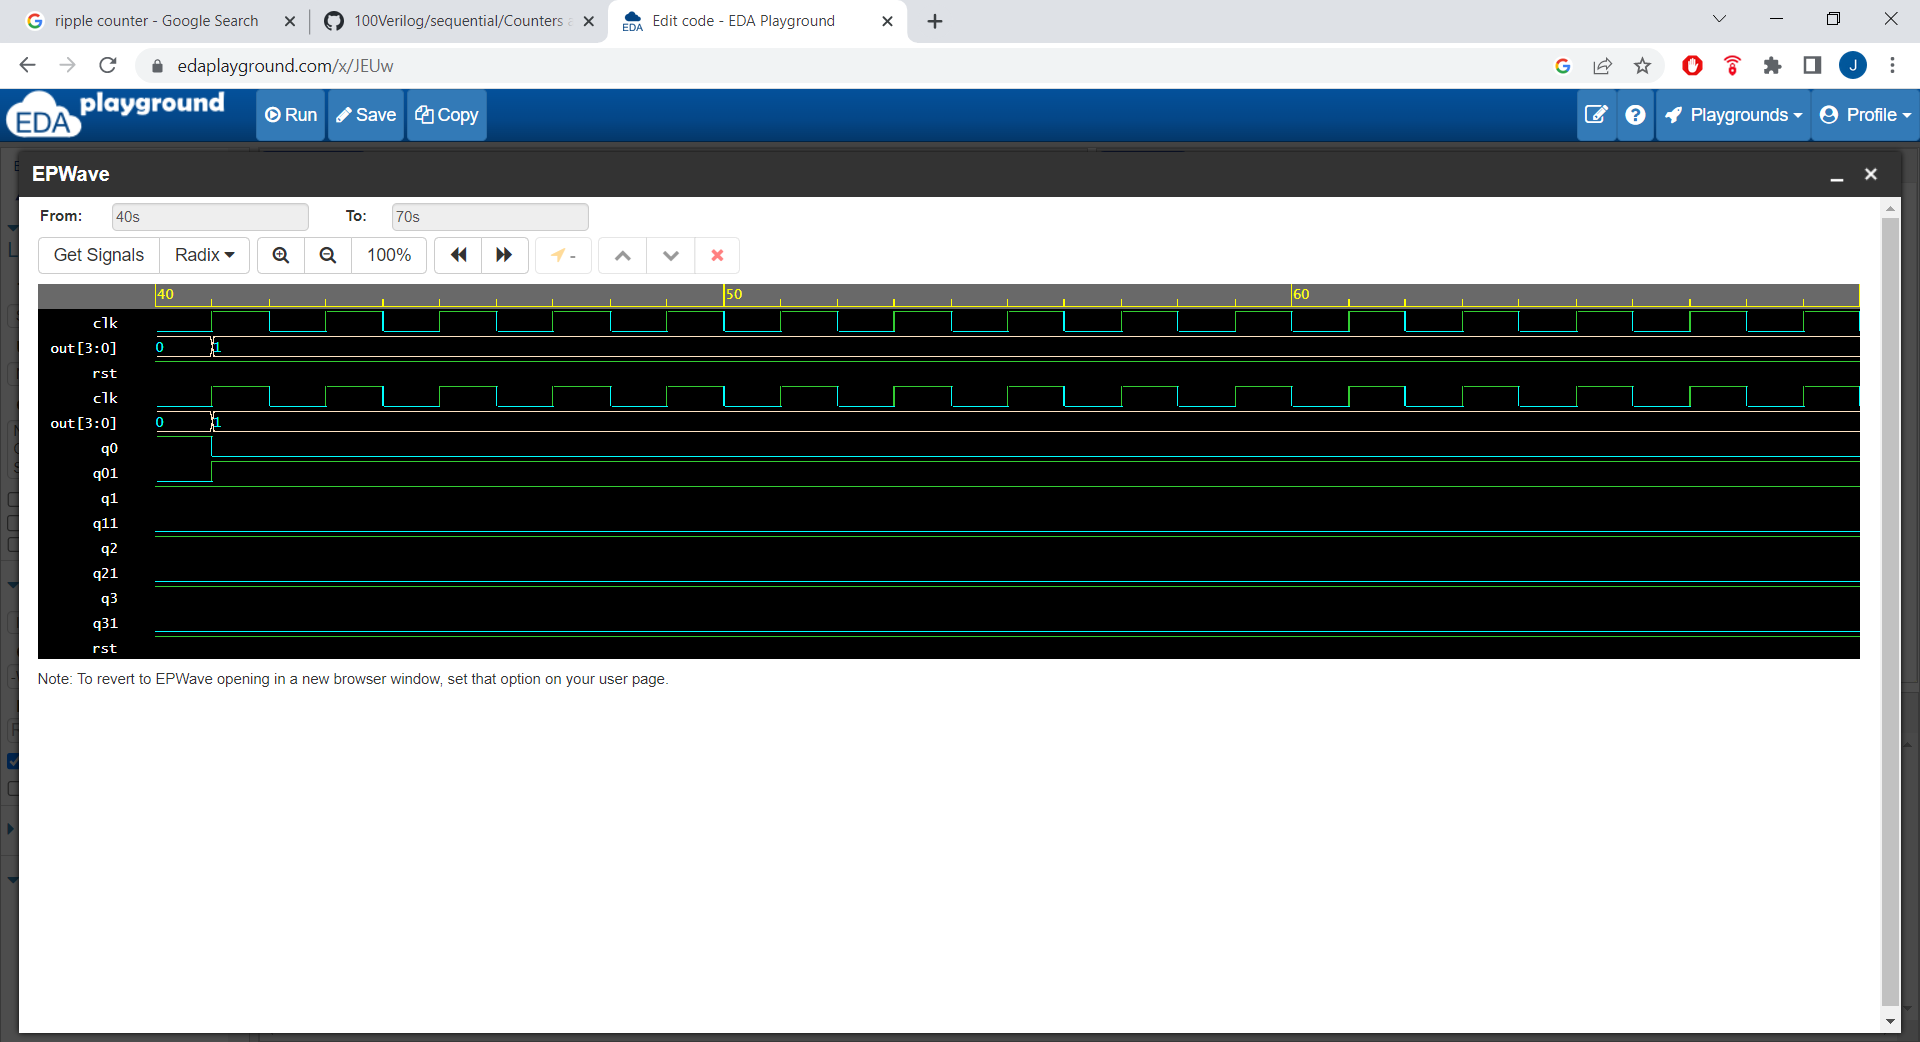 ripple counter - Google Search
100Verilog/sequential/Counters a
Edit code - EDA Playground
edaplayground.com/x/JEUw
J
EDA playground
Run
Save
Copy
Playgrounds
Profile
EPWave
From:
40s
To:
70s
Get Signals
Radix
100%
-
40
50
60
clk
out[3:0]
0
1
rst
clk
out[3:0]
0
1
q0
q01
q1
q11
q2
q21
q3
q31
rst
Note: To revert to EPWave opening in a new browser window, set that option on your user page.